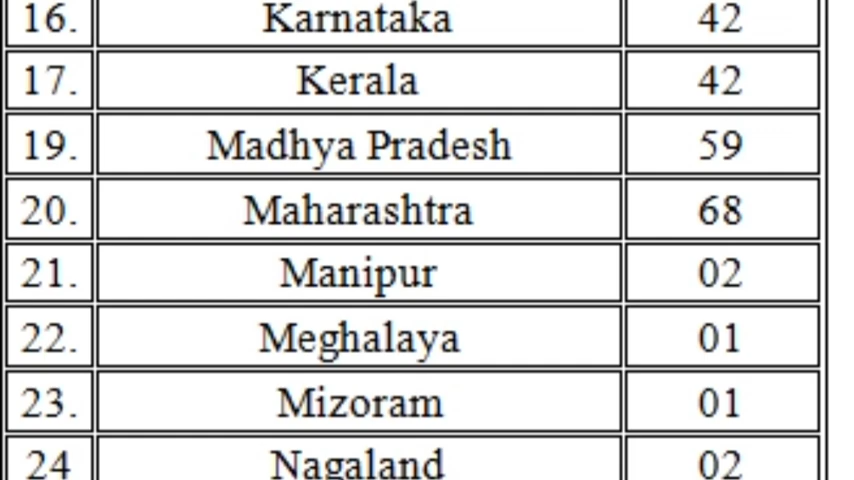 16. Karnataka 42
17. Kerala 42
19. Madhya Pradesh 59
20. Maharashtra 68
21. Manipur 02
22. Meghalaya 01
23. Mizoram 01
24 Nagaland 02